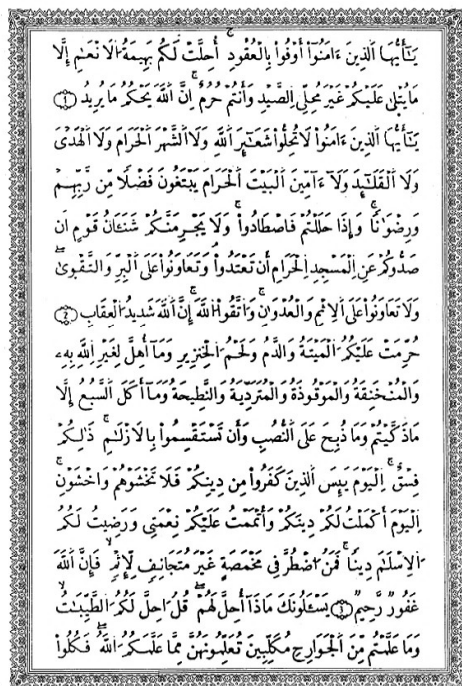 يَـٰٓأَيُّهَا ٱلَّذِينَ ءَامَنُوٓا۟ أَوْفُوا۟ بِٱلْعُقُودِ ۚ أُحِلَّتْ لَكُم بَهِيمَةُ ٱلْأَنْعَـٰمِ إِلَّا
مَا يُتْلَىٰ عَلَيْكُمْ غَيْرَ مُحِلِّى ٱلصَّيْدِ وَأَنتُمْ حُرُمٌ ۗ إِنَّ ٱللَّهَ يَحْكُمُ مَا يُرِيدُ
يَـٰٓأَيُّهَا ٱلَّذِينَ ءَامَنُوا۟ لَا تُحِلُّوا۟ شَعَـٰٓئِرَ ٱللَّهِ وَلَا ٱلشَّهْرَ ٱلْحَرَامَ وَلَا ٱلْهَدْىَ
وَلَا ٱلْقَلَـٰٓئِدَ وَلَآ ءَآمِّينَ ٱلْبَيْتَ ٱلْحَرَامَ يَبْتَغُونَ فَضْلًا مِّن رَّبِّهِمْ
وَرِضْوَٰنًا ۚ وَإِذَا حَلَلْتُمْ فَٱصْطَادُوا۟ ۚ وَلَا يَجْرِمَنَّكُمْ شَنَـَٔانُ قَوْمٍ أَن
صَدُّوكُمْ عَنِ ٱلْمَسْجِدِ ٱلْحَرَامِ أَن تَعْتَدُوا۟ ۘ وَتَعَاوَنُوا۟ عَلَى ٱلْبِرِّ وَٱلتَّقْوَىٰ ۖ
وَلَا تَعَاوَنُوا۟ عَلَى ٱلْإِثْمِ وَٱلْعُدْوَٰنِ ۚ وَٱتَّقُوا۟ ٱللَّهَ ۖ إِنَّ ٱللَّهَ شَدِيدُ ٱلْعِقَابِ
حُرِّمَتْ عَلَيْكُمُ ٱلْمَيْتَةُ وَٱلدَّمُ وَلَحْمُ ٱلْخِنزِيرِ وَمَآ أُهِلَّ لِغَيْرِ ٱللَّهِ بِهِۦ
وَٱلْمُنْخَنِقَةُ وَٱلْمَوْقُوذَةُ وَٱلْمُتَرَدِّيَةُ وَٱلنَّطِيحَةُ وَمَآ أَكَلَ ٱلسَّبُعُ إِلَّا
مَا ذَكَّيْتُمْ وَمَا ذُبِحَ عَلَى ٱلنُّصُبِ وَأَن تَسْتَقْسِمُوا۟ بِٱلْأَزْلَـٰمِ ۚ ذَٰلِكُمْ
فِسْقٌ ۗ ٱلْيَوْمَ يَئِسَ ٱلَّذِينَ كَفَرُوا۟ مِن دِينِكُمْ فَلَا تَخْشَوْهُمْ وَٱخْشَوْنِ ۚ
ٱلْيَوْمَ أَكْمَلْتُ لَكُمْ دِينَكُمْ وَأَتْمَمْتُ عَلَيْكُمْ نِعْمَتِى وَرَضِيتُ لَكُمُ
ٱلْإِسْلَـٰمَ دِينًا ۚ فَمَنُ ٱضْطُرَّ فِى مَخْمَصَةٍ غَيْرَ مُتَجَانِفٍ لِّإِثْمٍ ۙ فَإِنَّ ٱللَّهَ
غَفُورٌ رَّحِيمٌ يَسْـَٔلُونَكَ مَاذَآ أُحِلَّ لَهُمْ ۖ قُلْ أُحِلَّ لَكُمُ ٱلطَّيِّبَـٰتُ ۙ
وَمَا عَلَّمْتُم مِّنَ ٱلْجَوَارِحِ مُكَلِّبِينَ تُعَلِّمُونَهُنَّ مِمَّا عَلَّمَكُمُ ٱللَّهُ ۖ فَكُلُوا۟